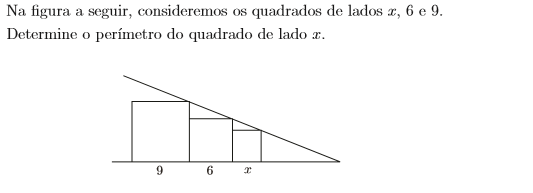 Na figura a seguir, consideremos os quadrados de lados x, 6 e 9.
Determine o perímetro do quadrado de lado x.
9 6 x